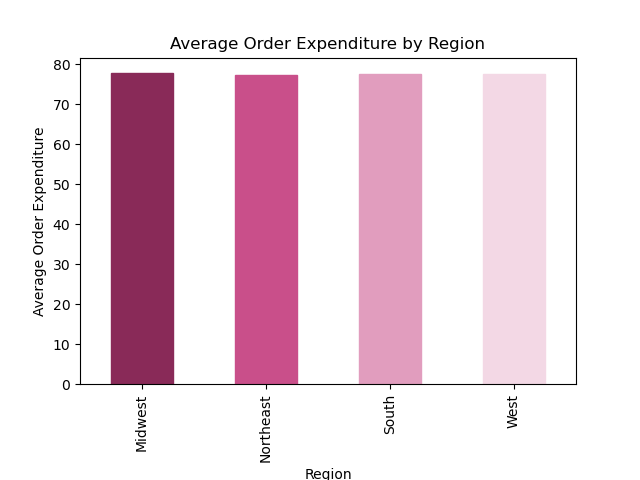 Average Order Expenditure by Region
Average Order Expenditure
80
70
60
50
40
30
20
10
0
Midwest
Northeast
South
West
Region